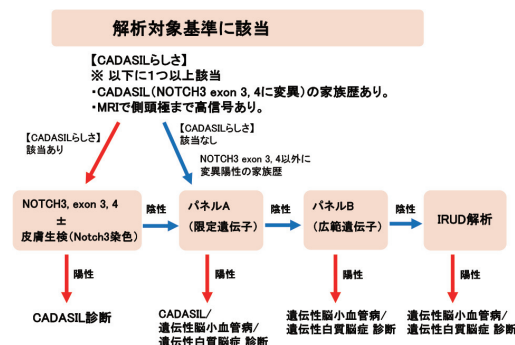 解析対象基準に該当
【CADASILらしさ】
※ 以下に1つ以上該当
・CADASIL（NOTCH3 exon 3, 4に変異）の家族歴あり。
・MRIで側頭極まで高信号あり。
【CADASILらしさ】
該当あり
【CADASILらしさ】
該当なし
NOTCH3 exon 3, 4以外に
変異陽性の家族歴
NOTCH3, exon 3, 4
±
皮膚生検（Notch3染色）
陰性
パネルA
（限定遺伝子）
陰性
パネルB
（広範遺伝子）
陰性
IRUD解析
陽性
陽性
陽性
陽性
CADASIL診断
CADASIL/
遺伝性脳小血管病/
遺伝性白質脳症 診断
遺伝性脳小血管病/
遺伝性白質脳症 診断
遺伝性脳小血管病/
遺伝性白質脳症 診断